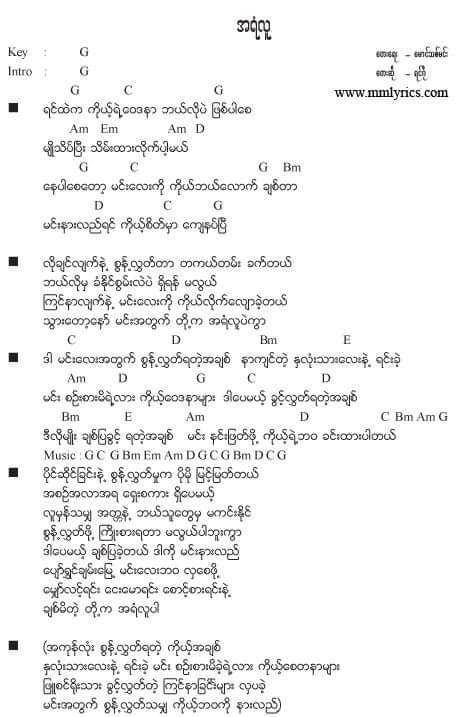 အရံလူ
Key : G တေးရေး – မောင်သစ်မင်း
Intro : G တေးဆို – ရင်ဂို
www.mmlyrics.com
G C G
ရင်ထဲက ကိုယ့်ရဲ့ဝေဒနာ ဘယ်လိုပဲ ဖြစ်ပါစေ
Am Em Am D
မျိုသိပ်ပြီး သိမ်းထားလိုက်ပါ့မယ်
G C G Bm
နေပါစေတော့ မင်းလေးကို ကိုယ်ဘယ်လောက် ချစ်တာ
D C G
မင်းနားလည်ရင် ကိုယ့်စိတ်မှာ ကျေနပ်ပြီ
လိုချင်လျက်နဲ့ စွန့်လွှတ်တာ တကယ်တမ်း ခက်တယ်
ဘယ်လိုမှ ခံနိုင်စွမ်းလဲပဲ ရှိရန် မလွယ်
ကြင်နာလျက်နဲ့ မင်းလေးကို ကိုယ်လိုက်လျောခဲ့တယ်
သွားတော့နော် မင်းအတွက် တို့က အရံလူပဲကွာ
C D Bm E
ဒါ မင်းလေးအတွက် စွန့်လွှတ်ရတဲ့အချစ် နာကျင်တဲ့ နှလုံးသားလေးနဲ့ ရင်းခဲ့
Am D G C D
မင်း စဉ်းစားမိရဲ့လား ကိုယ့်ဝေဒနာများ ဒါပေမယ့် ခွင့်လွှတ်ရတဲ့အချစ်
Bm E Am D C Bm Am G
ဒီလိုမျိုး ချစ်ပြခွင့် ရတဲ့အချစ် မင်း နင်းဖြတ်ဖို့ ကိုယ့်ရဲ့ဘဝ ခင်းထားပါတယ်
Music : G C G Bm Em Am D G C G Bm D C G
ပိုင်ဆိုင်ခြင်းနဲ့ စွန့်လွှတ်မှုက ပိုမို မြင့်မြတ်တယ်
အစဉ်အလာအရ ရှေးစကား ရှိပေမယ့်
လူမှန်သမျှ အတ္တနဲ့ ဘယ်သူတွေမှ မကင်းနိုင်
စွန့်လွှတ်ဖို့ ကြိုးစားရတာ မလွယ်ပါဘူးကွာ
ဒါပေမယ့် ချစ်ပြခဲ့တယ် ဒါကို မင်းနားလည်
ပျော်ရွှင်ချမ်းမြေ့ မင်းလေးဘဝ လှစေဖို့
မျှော်လင့်ရင်း ငေးမောရင်း စောင့်စားရင်းနဲ့
ချစ်မိတဲ့ တို့က အရံလူပါ
(အကုန်လုံး စွန့်လွှတ်ရတဲ့ ကိုယ့်အချစ်
နှလုံးသားလေးနဲ့ ရင်းခဲ့ မင်း စဉ်းစားမိခဲ့ရဲ့လား ကိုယ့်စေတနာများ
ဖြူစင်ရိုးသား ခွင့်လွှတ်တဲ့ ကြင်နာခြင်းများ လှပခဲ့
မင်းအတွက် စွန့်လွှတ်သမျှ ကိုယ့်ဘဝကို နားလည်)